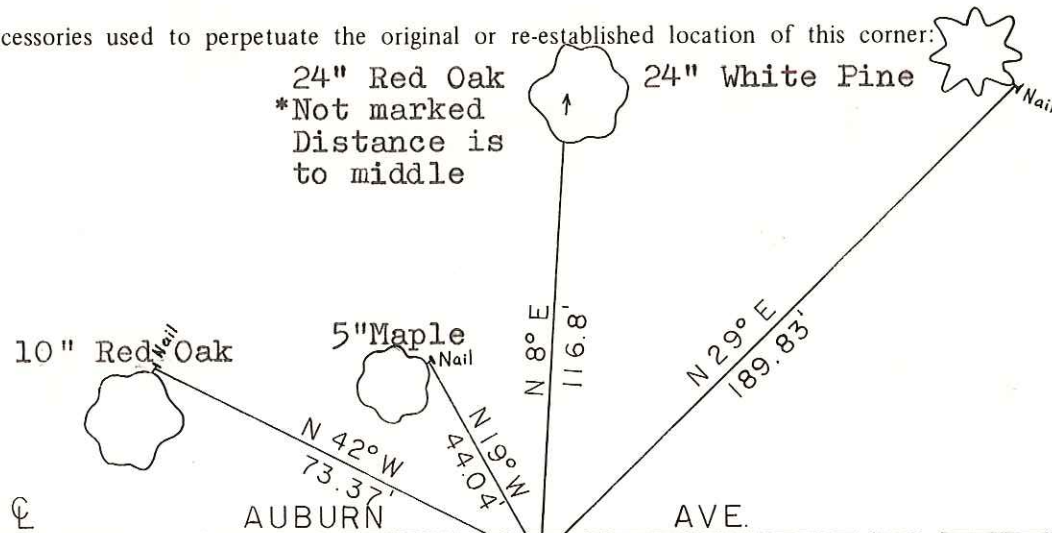 cessories used to perpetuate the original or re-established location of this corner:
24" Red Oak
*Not marked
Distance is
to middle
24" White Pine
Nail
10" Red Oak
Nail
5"Maple
Nail
N 42° W
73.37'
N 19° W
44.04'
N 8° E
116.8'
N 29° E
189.83'
℄ AUBURN AVE.